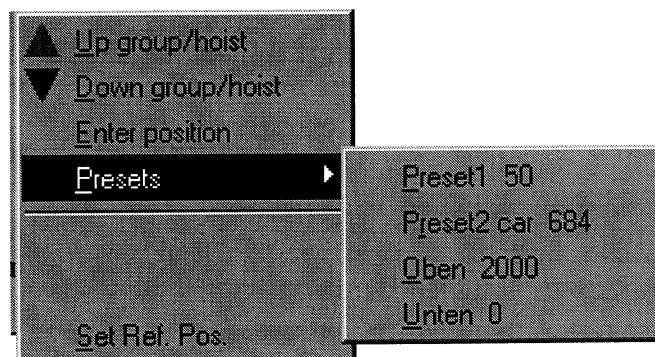 Up group/hoist
Down group/hoist
Enter position
Presets
Preset1 50
Preset2 car 684
Oben 2000
Unten 0
Set Ref. Pos.